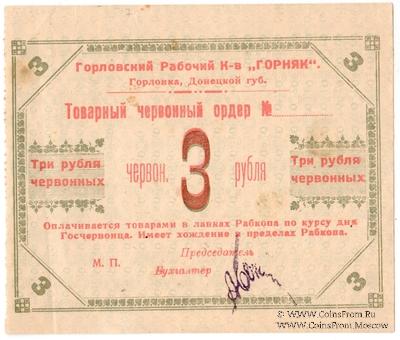 Горловский Рабочий К-в „ГОРНЯК“.
Горловка, Донецкой губ.
Товарный червонный ордер №
3 3
Три рубля червонных
червон. 3 рубля
Три рубля червонных
Оплачивается товарами в лавках Рабкопа по курсу дня
Госчервонца. Имеет хождение в пределах Рабкопа.
Председатель
М. П. Бухгалтер
3 3
© WWW.CoinsFrom.Ru
© www.CoinsFrom.Moscow